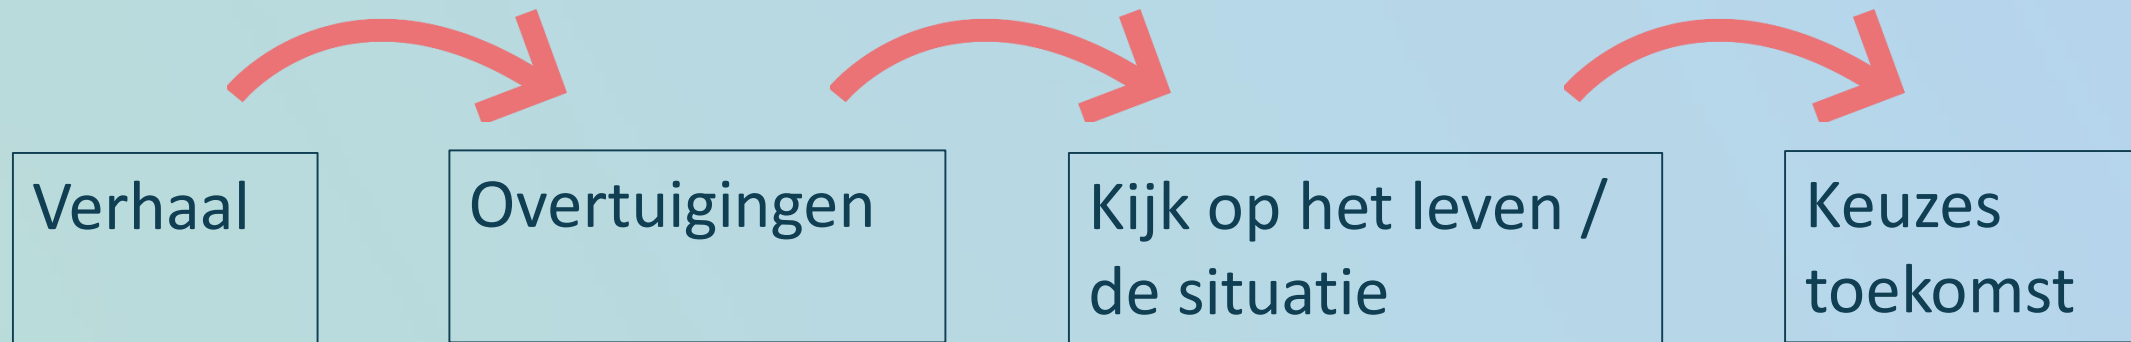 Verhaal
Overtuigingen
Kijk op het leven /
de situatie
Keuzes
toekomst